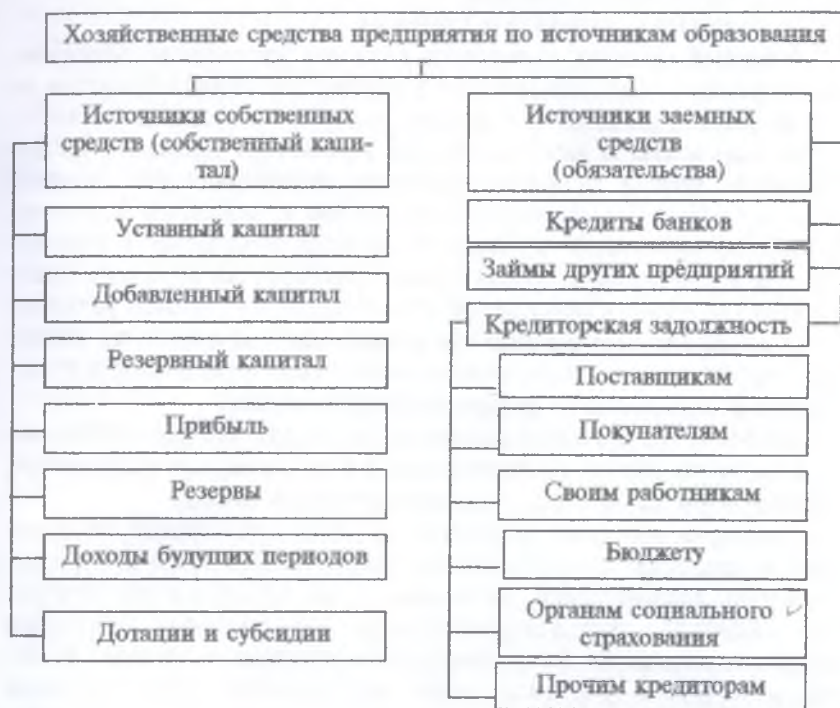 Хозяйственные средства предприятия по источникам образования
Источники собственных
средств (собственный капи-
тал)
Уставный капитал
Добавленный капитал
Резервный капитал
Прибыль
Резервы
Доходы будущих периодов
Дотации и субсидии
Источники заемных
средств
(обязательства)
Кредиты банков
Займы других предприятий
Кредиторская задолжность
Поставщикам
Покупателям
Своим работникам
Бюджету
Органам социального
страхования
Прочим кредиторам